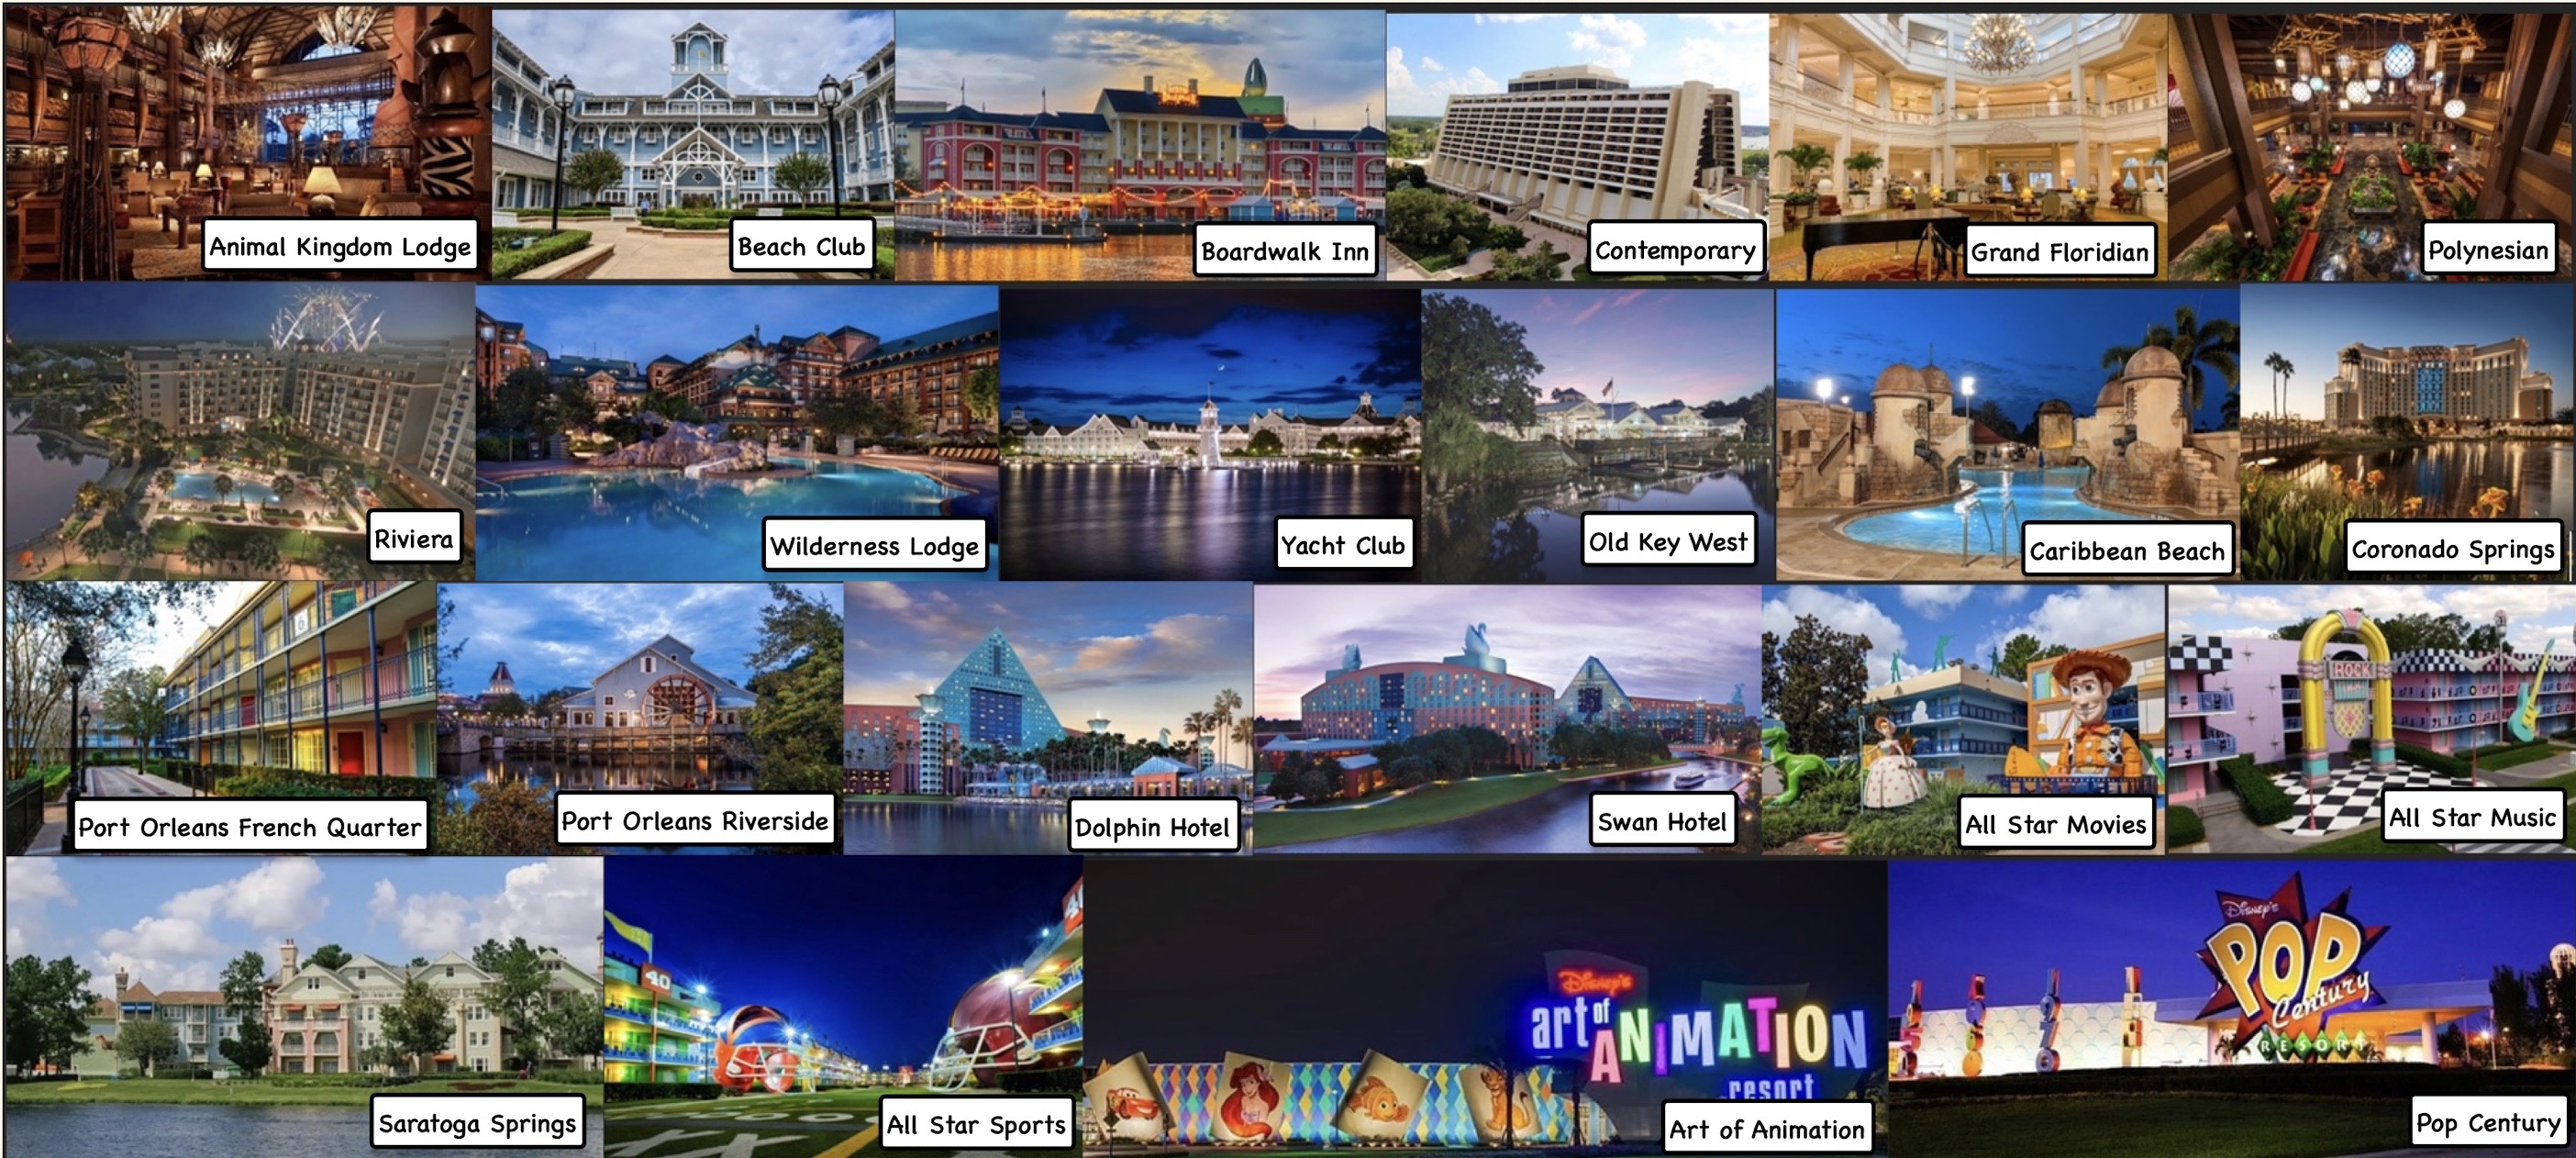 Animal Kingdom Lodge
Beach Club
Boardwalk Inn
Contemporary
Grand Floridian
Polynesian
Riviera
Wilderness Lodge
Yacht Club
Old Key West
Caribbean Beach
Coronado Springs
6
Port Orleans French Quarter
Port Orleans Riverside
Dolphin Hotel
Swan Hotel
All Star Movies
ROCK
All Star Music
Saratoga Springs
40
4
All Star Sports
Disney's
art of
ANIMATION
resort
Art of Animation
Disney's
POP
Century
RESORT
Pop Century